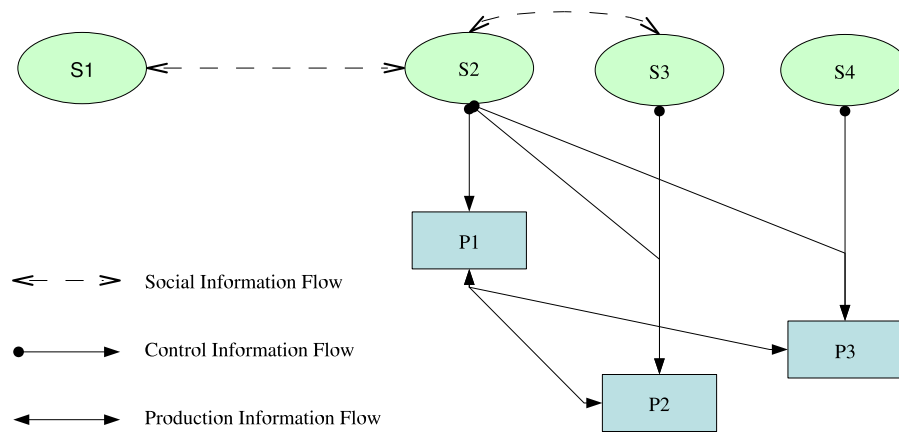 S1
S2
S3
S4
P1
Social Information Flow
Control Information Flow
P3
P2
Production Information Flow